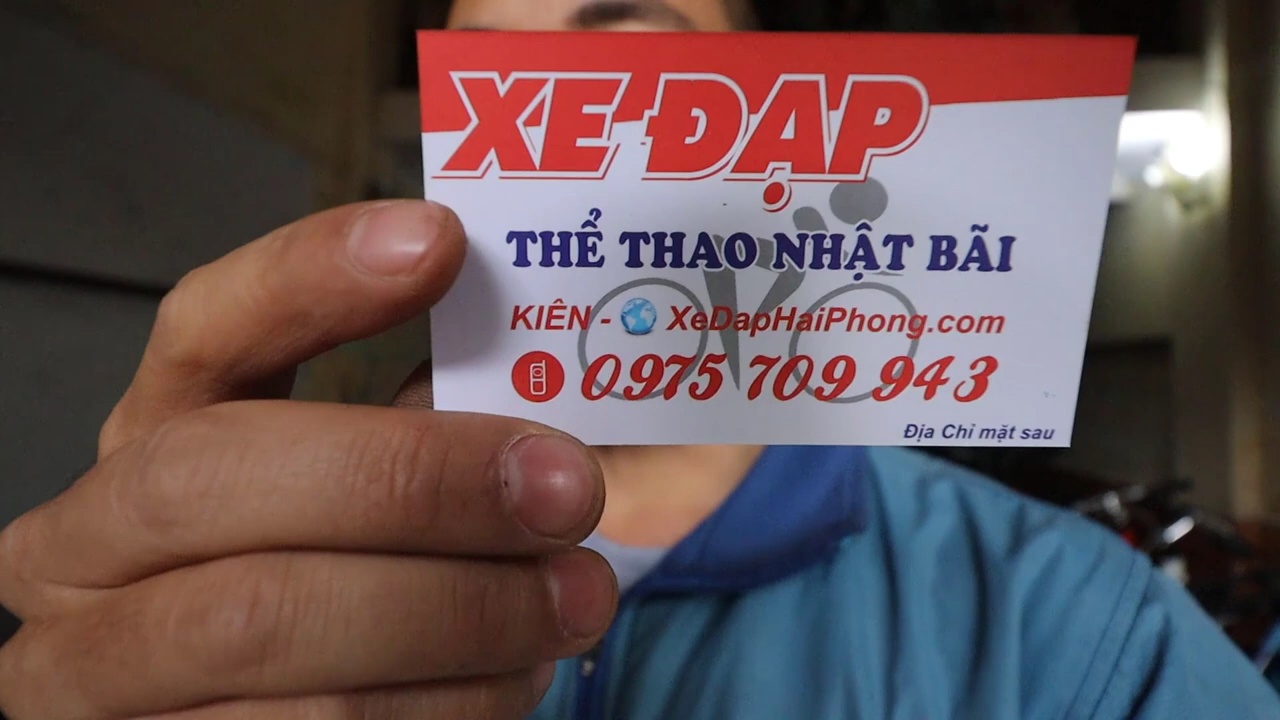 XE ĐẠP
THỂ THAO NHẬT BÃI
KIÊN - XeDapHaiPhong.com
0975 709 943
Địa Chỉ mặt sau